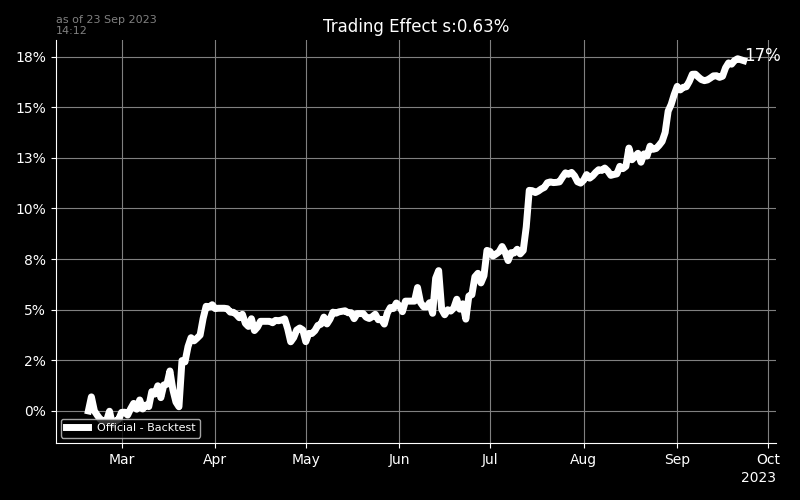 as of 23 Sep 2023
14:12
Trading Effect s:0.63%
18%
17%
15%
13%
10%
8%
5%
2%
0%
Official - Backtest
Mar Apr May Jun Jul Aug Sep Oct
2023